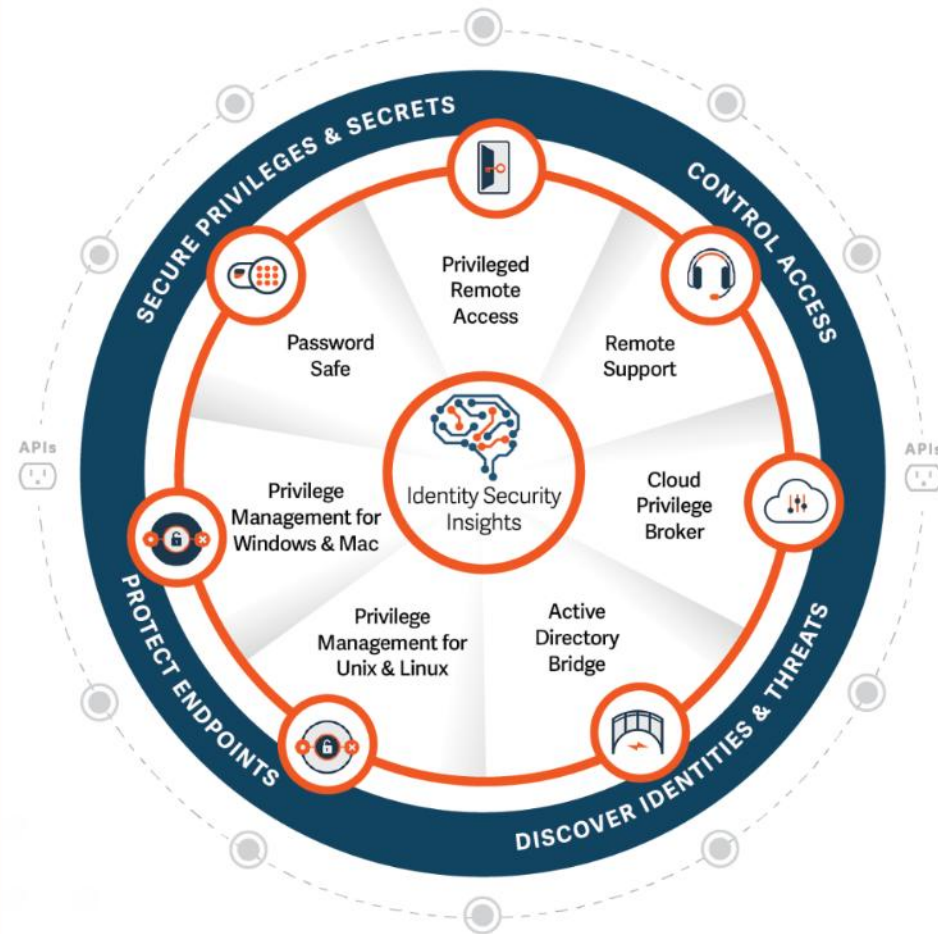 SECURE PRIVILEGES & SECRETS
CONTROL ACCESS
Privileged
Remote
Access
Password
Safe
Remote
Support
APIs
APIs
Identity Security
Insights
Privilege
Management for
Windows & Mac
Cloud
Privilege
Broker
Privilege
Management for
Unix & Linux
Active
Directory
Bridge
PROTECT ENDPOINTS
DISCOVER IDENTITIES & THREATS